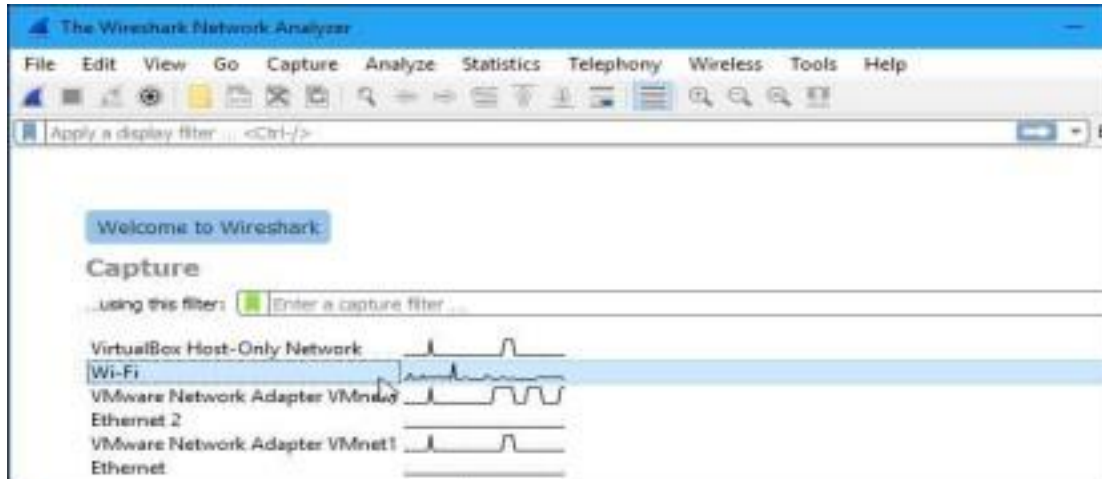 The Wireshark Network Analyzer
File Edit View Go Capture Analyze Statistics Telephony Wireless Tools Help
Apply a display filter ... <Ctrl-/>
Welcome to Wireshark
Capture
...using this filter: Enter a capture filter ...
VirtualBox Host-Only Network
Wi-Fi
VMware Network Adapter
Ethernet 2
VMware Network Adapter VMnet1
Ethernet